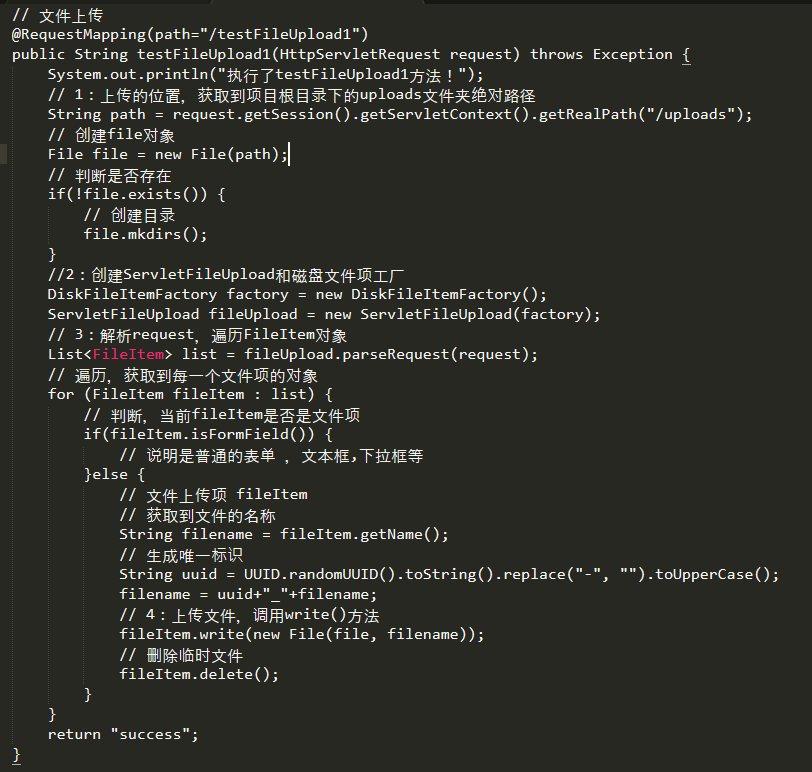 // 文件上传
@RequestMapping(path="/testFileUpload1")
public String testFileUpload1(HttpServletRequest request) throws Exception {
    System.out.println("执行了testFileUpload1方法！");
    // 1：上传的位置，获取到项目根目录下的uploads文件夹绝对路径
    String path = request.getSession().getServletContext().getRealPath("/uploads");
    // 创建file对象
    File file = new File(path);
    // 判断是否存在
    if(!file.exists()) {
        // 创建目录
        file.mkdirs();
    }
    //2：创建ServletFileUpload和磁盘文件项工厂
    DiskFileItemFactory factory = new DiskFileItemFactory();
    ServletFileUpload fileUpload = new ServletFileUpload(factory);
    // 3：解析request，遍历FileItem对象
    List<FileItem> list = fileUpload.parseRequest(request);
    // 遍历，获取到每一个文件项的对象
    for (FileItem fileItem : list) {
        // 判断，当前fileItem是否是文件项
        if(fileItem.isFormField()) {
            // 说明是普通的表单 ，文本框,下拉框等
        }else {
            // 文件上传项 fileItem
            // 获取到文件的名称
            String filename = fileItem.getName();
            // 生成唯一标识
            String uuid = UUID.randomUUID().toString().replace("-", "").toUpperCase();
            filename = uuid+"_"+filename;
            // 4：上传文件，调用write()方法
            fileItem.write(new File(file, filename));
            // 删除临时文件
            fileItem.delete();
        }
    }
    return "success";
}